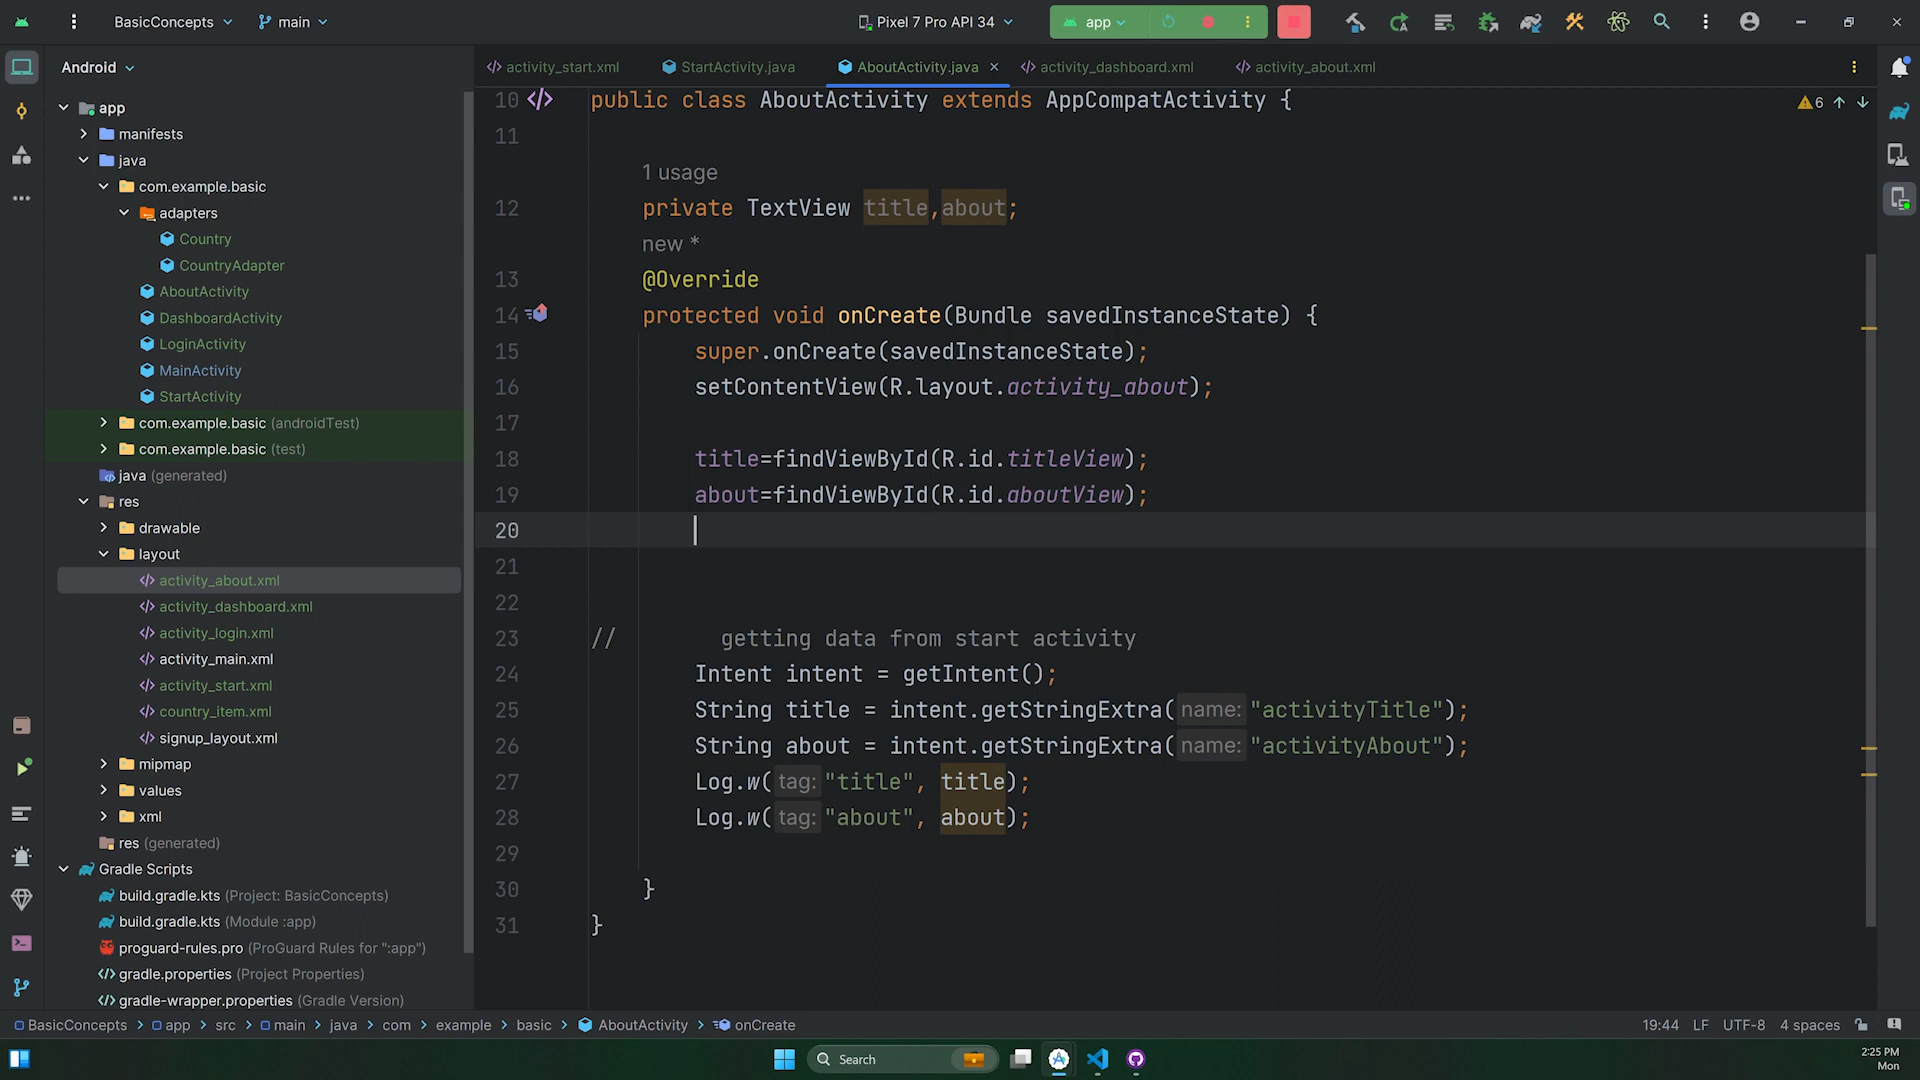 BasicConcepts main Pixel 7 Pro API 34 app
Android
activity_start.xml StartActivity.java AboutActivity.java activity_dashboard.xml activity_about.xml
app
manifests
java
com.example.basic
adapters
Country
CountryAdapter
AboutActivity
DashboardActivity
LoginActivity
MainActivity
StartActivity
com.example.basic (androidTest)
com.example.basic (test)
java (generated)
res
drawable
layout
activity_about.xml
activity_dashboard.xml
activity_login.xml
activity_main.xml
activity_start.xml
country_item.xml
signup_layout.xml
mipmap
values
xml
res (generated)
Gradle Scripts
build.gradle.kts (Project: BasicConcepts)
build.gradle.kts (Module :app)
proguard-rules.pro (ProGuard Rules for ":app")
gradle.properties (Project Properties)
gradle-wrapper.properties (Gradle Version)
10 public class AboutActivity extends AppCompatActivity {
6
11
1 usage
12 private TextView title,about;
new *
13 @Override
14 protected void onCreate(Bundle savedInstanceState) {
15 super.onCreate(savedInstanceState);
16 setContentView(R.layout.activity_about);
17
18 title=findViewById(R.id.titleView);
19 about=findViewById(R.id.aboutView);
20
21
22
23 // getting data from start activity
24 Intent intent = getIntent();
25 String title = intent.getStringExtra(name: "activityTitle");
26 String about = intent.getStringExtra(name: "activityAbout");
27 Log.w(tag: "title", title);
28 Log.w(tag: "about", about);
29
30 }
31 }
BasicConcepts > app > src > main > java > com > example > basic > AboutActivity > onCreate
19:44 LF UTF-8 4 spaces
Search
2:25 PM
Mon